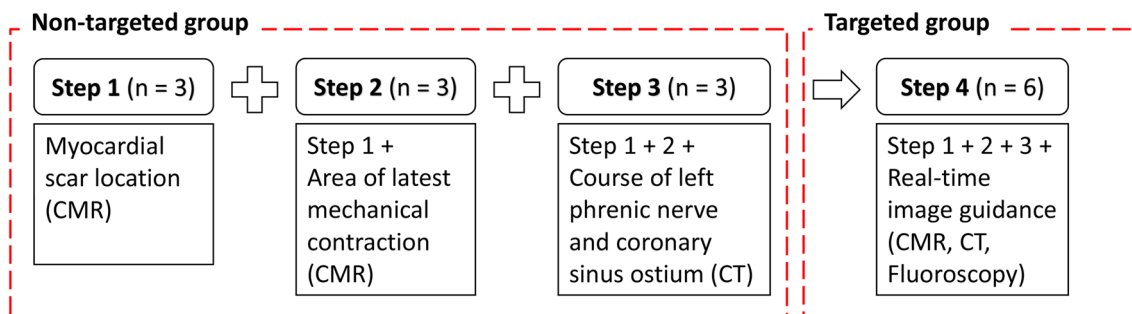 Non-targeted group
Targeted group
Step 1 (n = 3)
Step 2 (n = 3)
Step 3 (n = 3)
Step 4 (n = 6)
Myocardial
scar location
(CMR)
Step 1 +
Area of latest
mechanical
contraction
(CMR)
Step 1 + 2 +
Course of left
phrenic nerve
and coronary
sinus ostium (CT)
Step 1 + 2 + 3 +
Real-time
image guidance
(CMR, CT,
Fluoroscopy)